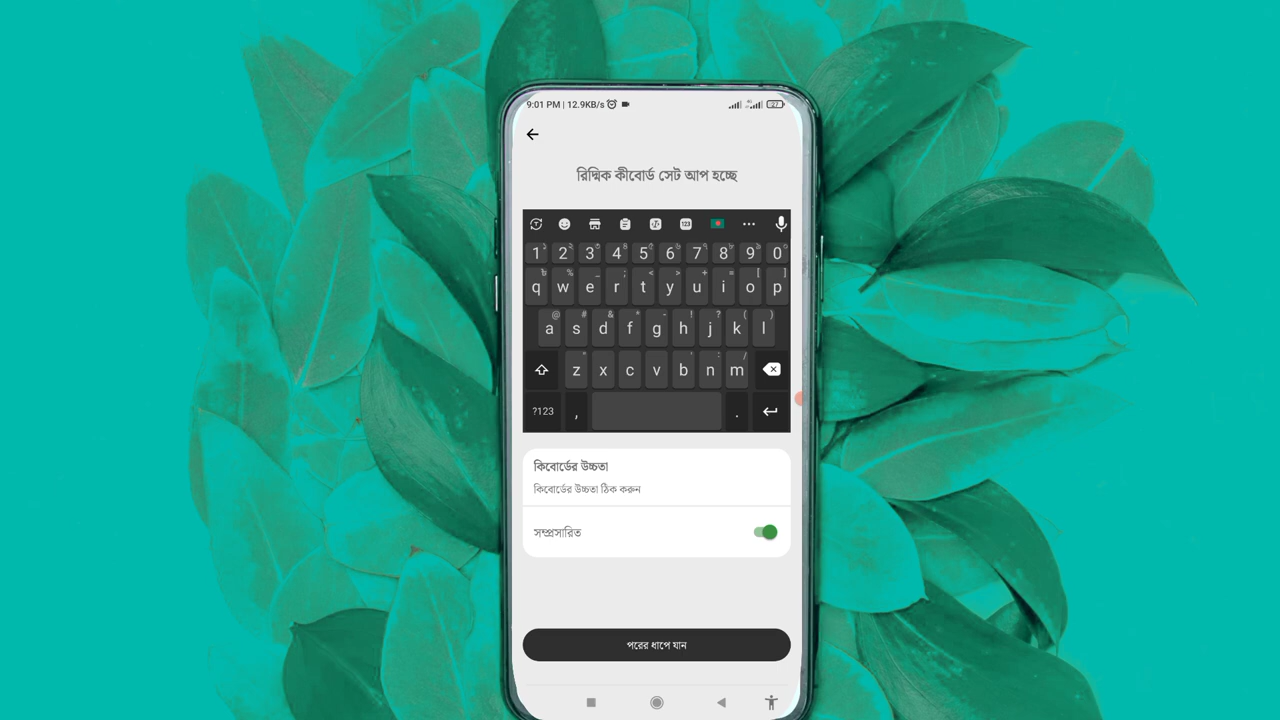 9:01 PM | 12.9KB/s
রিদ্মিক কীবোর্ড সেট আপ হচ্ছে
1 2 3 4 5 6 7 8 9 0
q w e r t y u i o p
a s d f g h j k l
z x c v b n m
?123 , .
কিবোর্ডের উচ্চতা
কিবোর্ডের উচ্চতা ঠিক করুন
সম্প্রসারিত
পরের ধাপে যান